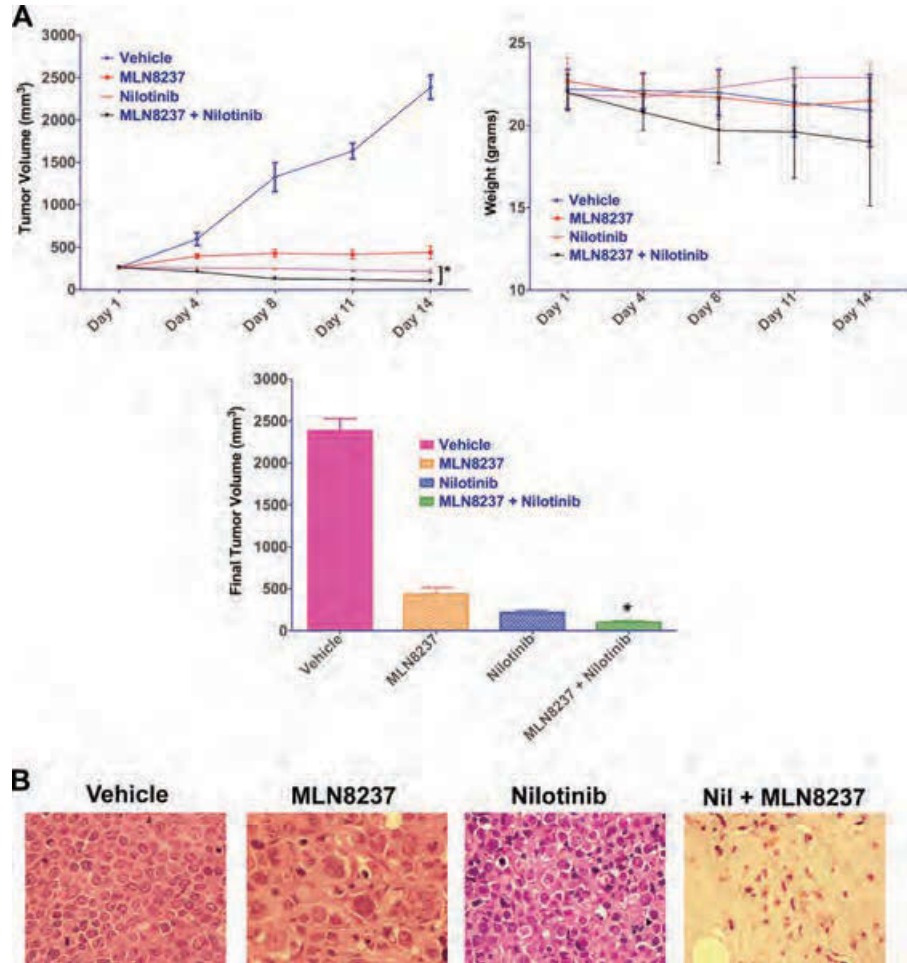 A
Tumor Volume (mm³)
3000
2500
2000
1500
1000
500
0
Vehicle
MLN8237
Nilotinib
MLN8237 + Nilotinib
]*
Day 1
Day 4
Day 8
Day 11
Day 14
Weight (grams)
25
20
15
10
Vehicle
MLN8237
Nilotinib
MLN8237 + Nilotinib
Day 1
Day 4
Day 8
Day 11
Day 14
Final Tumor Volume (mm³)
3000
2500
2000
1500
1000
500
0
Vehicle
MLN8237
Nilotinib
MLN8237 + Nilotinib
*
Vehicle
MLN8237
Nilotinib
MLN8237 + Nilotinib
B
Vehicle
MLN8237
Nilotinib
Nil + MLN8237